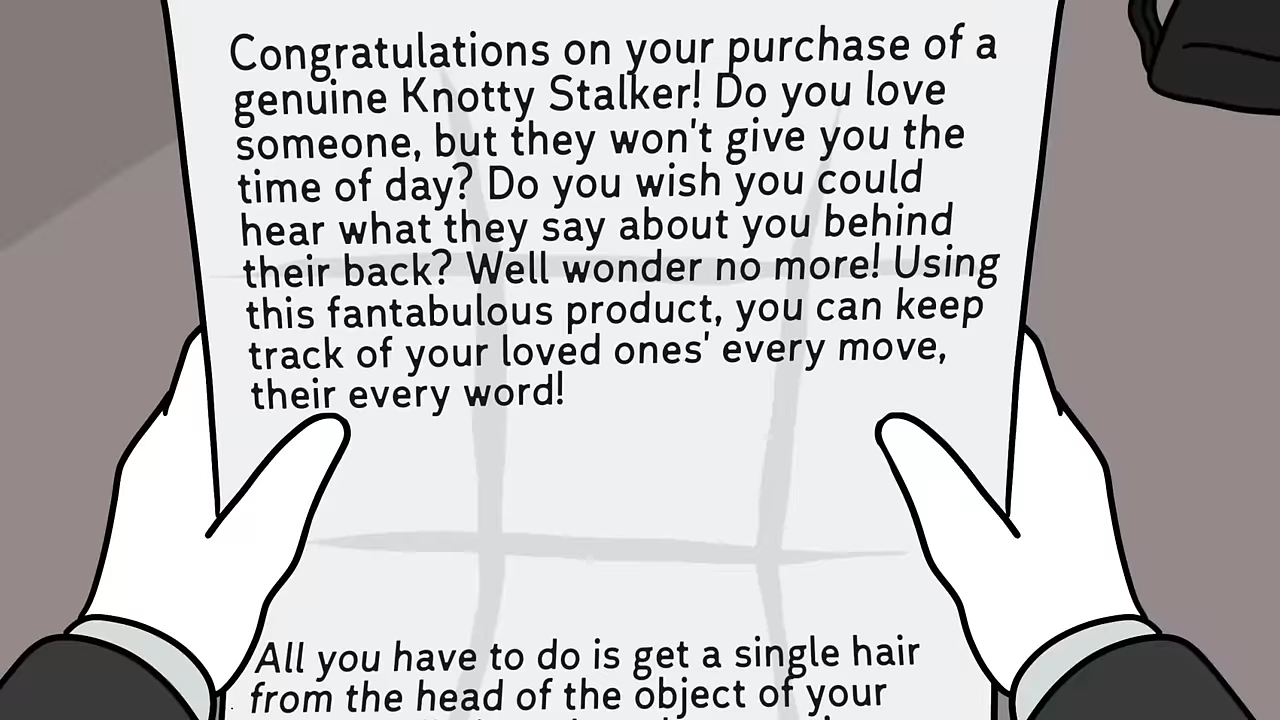 Congratulations on your purchase of a
genuine Knotty Stalker! Do you love
someone, but they won't give you the
time of day? Do you wish you could
hear what they say about you behind
their back? Well wonder no more! Using
this fantabulous product, you can keep
track of your loved ones' every move,
their every word!
All you have to do is get a single hair
from the head of the object of your